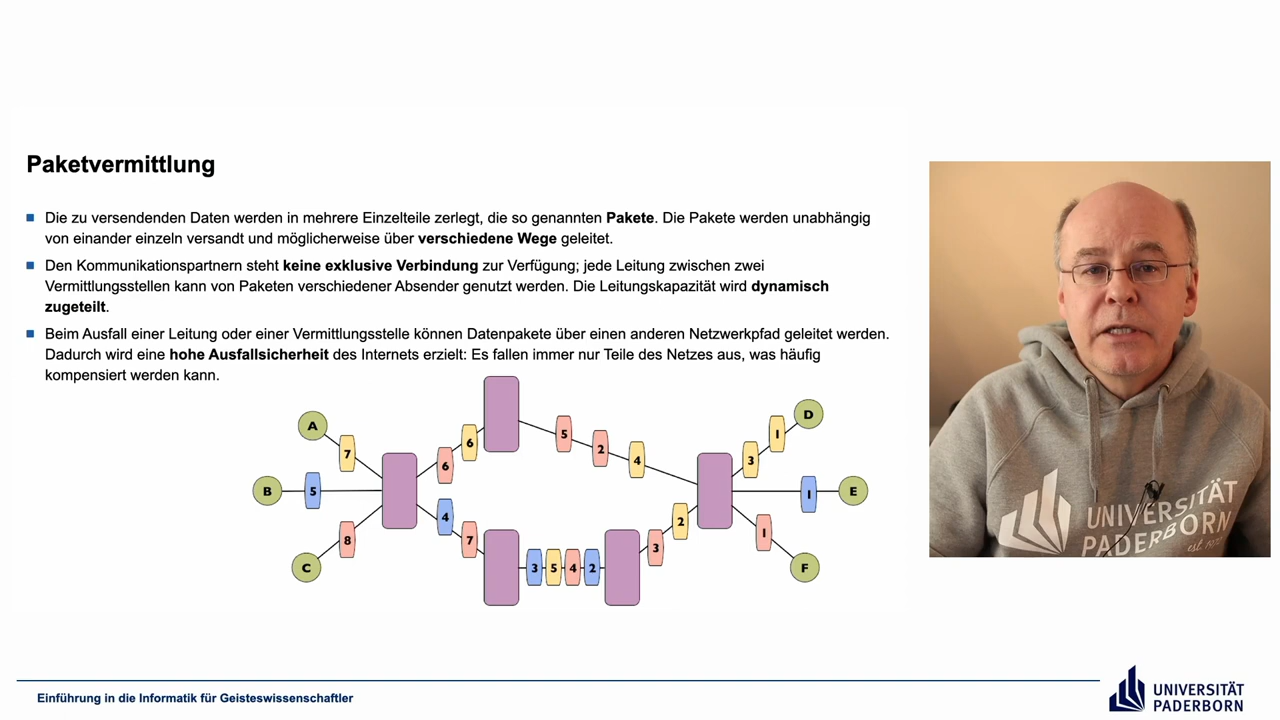 Paketvermittlung
Die zu versendenden Daten werden in mehrere Einzelteile zerlegt, die so genannten Pakete. Die Pakete werden unabhängig
von einander einzeln versandt und möglicherweise über verschiedene Wege geleitet.
Den Kommunikationspartnern steht keine exklusive Verbindung zur Verfügung; jede Leitung zwischen zwei
Vermittlungsstellen kann von Paketen verschiedener Absender genutzt werden. Die Leitungskapazität wird dynamisch
zugeteilt.
Beim Ausfall einer Leitung oder einer Vermittlungsstelle können Datenpakete über einen anderen Netzwerkpfad geleitet werden.
Dadurch wird eine hohe Ausfallsicherheit des Internets erzielt: Es fallen immer nur Teile des Netzes aus, was häufig
kompensiert werden kann.
A
7
B
5
C
8
6
6
4
7
5
2
4
3
5
4
2
3
2
3
1
D
1
E
1
F
UNIVERSITÄT
PADERBORN
est. 
Einführung in die Informatik für Geisteswissenschaftler
UNIVERSITÄT
PADERBORN